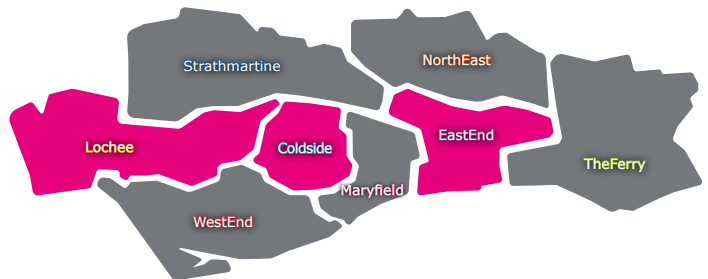 Strathmartine
NorthEast
Lochee
Coldside
EastEnd
TheFerry
Maryfield
WestEnd